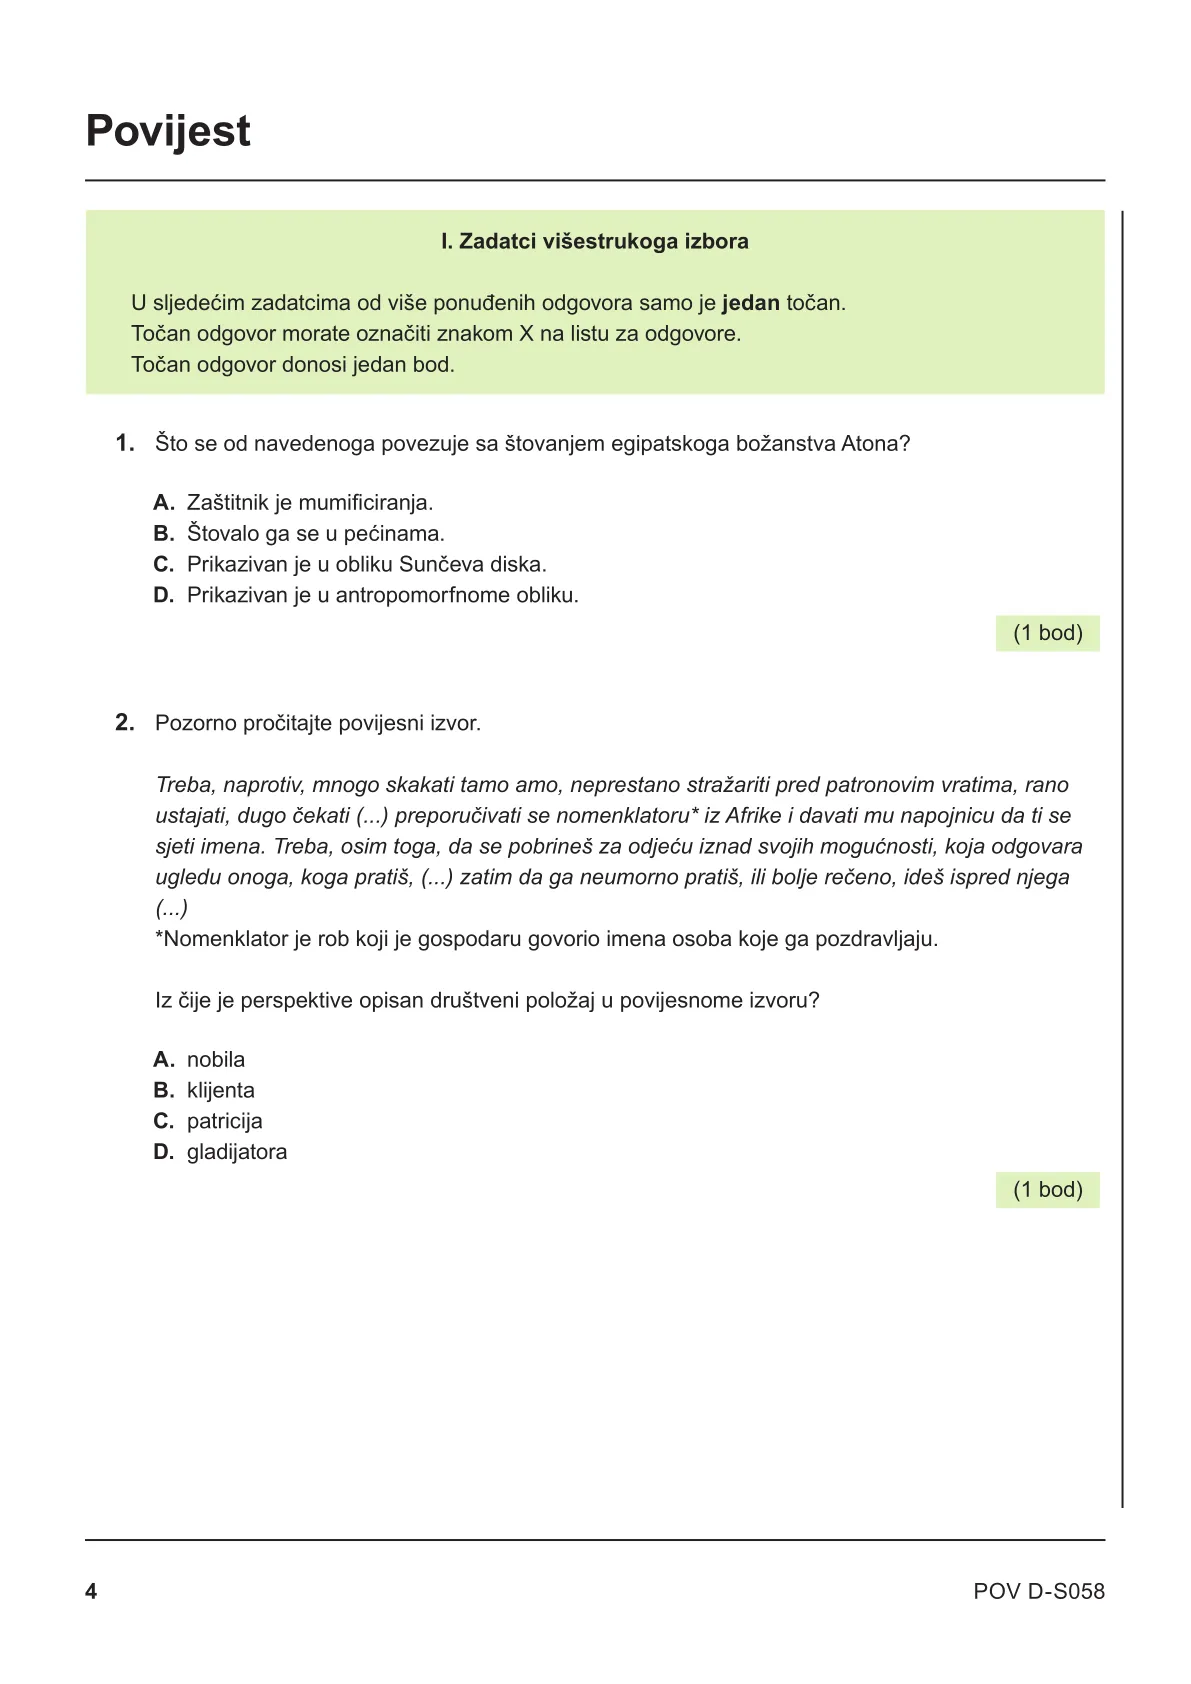 Povijest
I. Zadatci višestrukoga izbora
U sljedećim zadatcima od više ponuđenih odgovora samo je jedan točan.
Točan odgovor morate označiti znakom X na listu za odgovore.
Točan odgovor donosi jedan bod.
1. Što se od navedenoga povezuje sa štovanjem egipatskoga božanstva Atona?
A. Zaštitnik je mumificiranja.
B. Štovalo ga se u pećinama.
C. Prikazivan je u obliku Sunčeva diska.
D. Prikazivan je u antropomorfnome obliku.
(1 bod)
2. Pozorno pročitajte povijesni izvor.
Treba, naprotiv, mnogo skakati tamo amo, neprestano stražariti pred patronovim vratima, rano
ustajati, dugo čekati (...) preporučivati se nomenklatoru* iz Afrike i davati mu napojnicu da ti se
sjeti imena. Treba, osim toga, da se pobrineš za odjeću iznad svojih mogućnosti, koja odgovara
ugledu onoga, koga pratiš, (...) zatim da ga neumorno pratiš, ili bolje rečeno, ideš ispred njega
(...)
*Nomenklator je rob koji je gospodaru govorio imena osoba koje ga pozdravljaju.
Iz čije je perspektive opisan društveni položaj u povijesnome izvoru?
A. nobila
B. klijenta
C. patricija
D. gladijatora
(1 bod)
4
POV D-S058